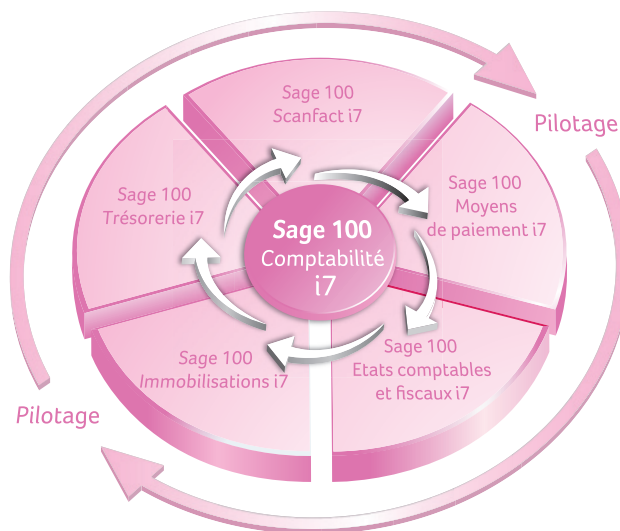 Sage 100
Scanfact i7
Pilotage
Sage 100
Moyens
de paiement i7
Sage 100
Trésorerie i7
Sage 100
Comptabilité
i7
Sage 100
Etats comptables
et fiscaux i7
Sage 100
Immobilisations i7
Pilotage